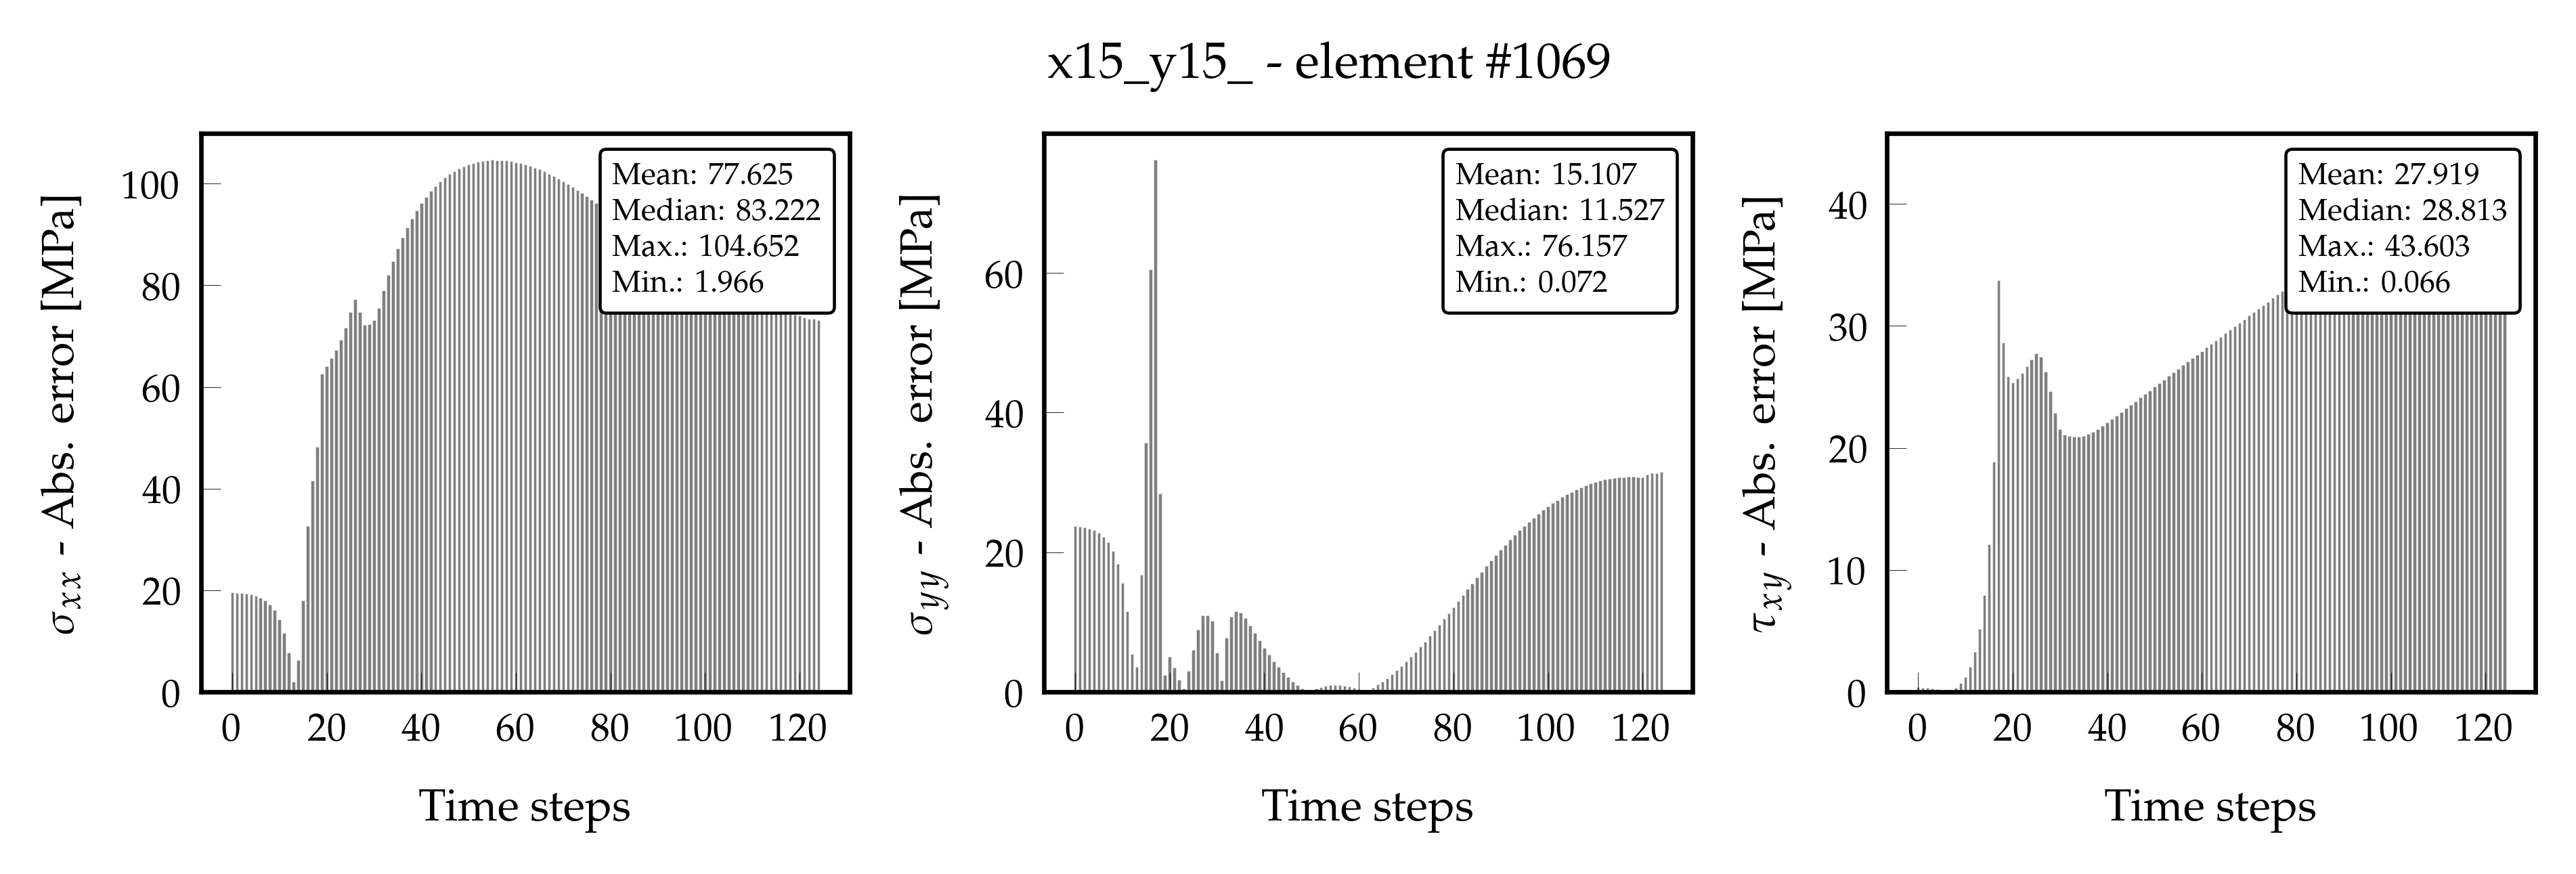 x15_y15_ - element #1069
σxx - Abs. error [MPa]
100
80
60
40
20
0
Mean: 77.625
Median: 83.222
Max.: 104.652
Min.: 1.966
0 20 40 60 80 100 120
Time steps
σyy - Abs. error [MPa]
60
40
20
0
Mean: 15.107
Median: 11.527
Max.: 76.157
Min.: 0.072
0 20 40 60 80 100 120
Time steps
τxy - Abs. error [MPa]
40
30
20
10
0
Mean: 27.919
Median: 28.813
Max.: 43.603
Min.: 0.066
0 20 40 60 80 100 120
Time steps